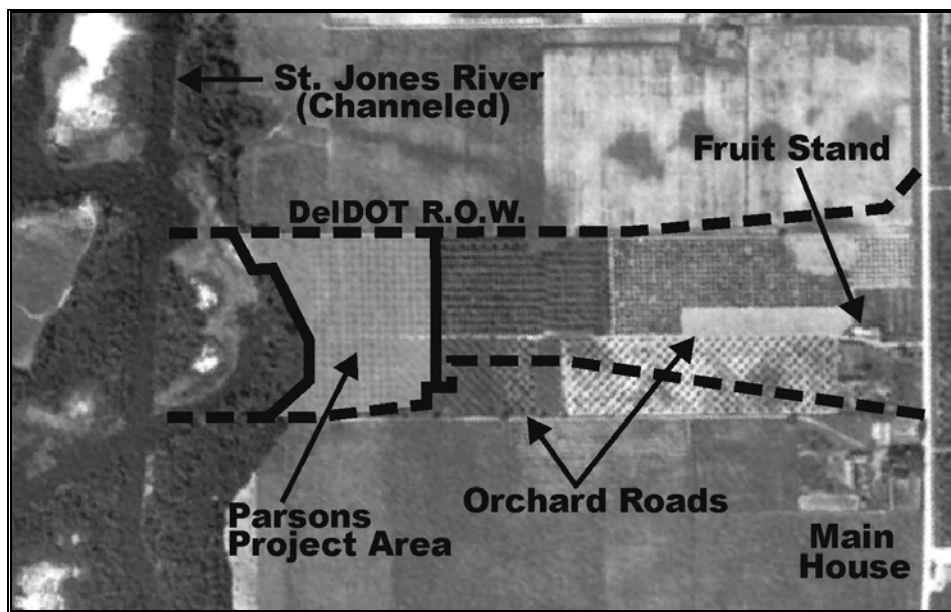 St. Jones River
(Channeled)
Fruit Stand
DelDOT R.O.W.
Orchard Roads
Parsons
Project Area
Main
House